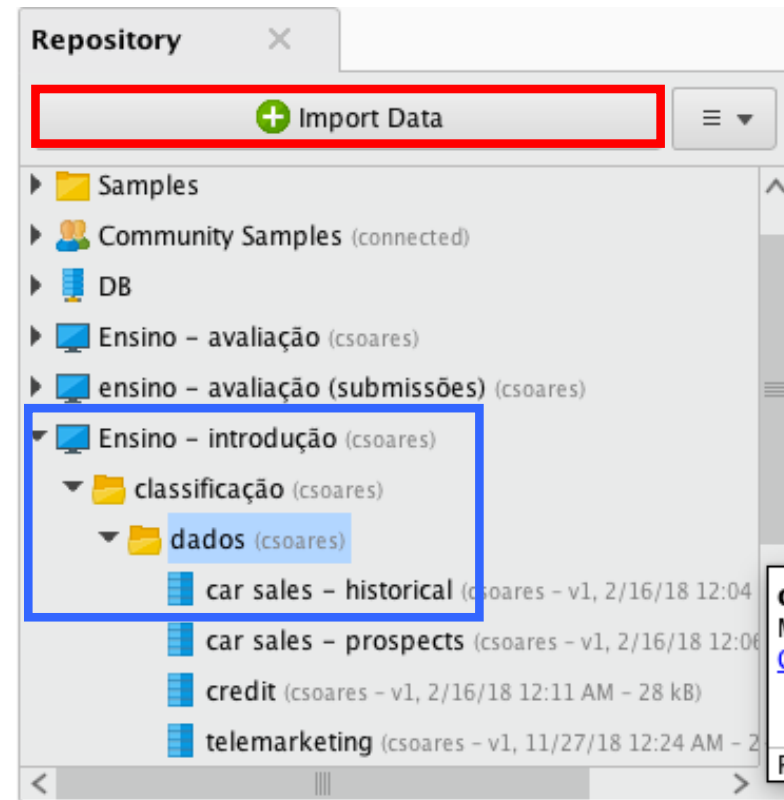 Repository
Import Data
Samples
Community Samples (connected)
DB
Ensino – avaliação (csoares)
ensino – avaliação (submissões) (csoares)
Ensino – introdução (csoares)
classificação (csoares)
dados (csoares)
car sales – historical (csoares – v1, 2/16/18 12:04
car sales – prospects (csoares – v1, 2/16/18 12:06
credit (csoares – v1, 2/16/18 12:11 AM – 28 kB)
telemarketing (csoares – v1, 11/27/18 12:24 AM – 2